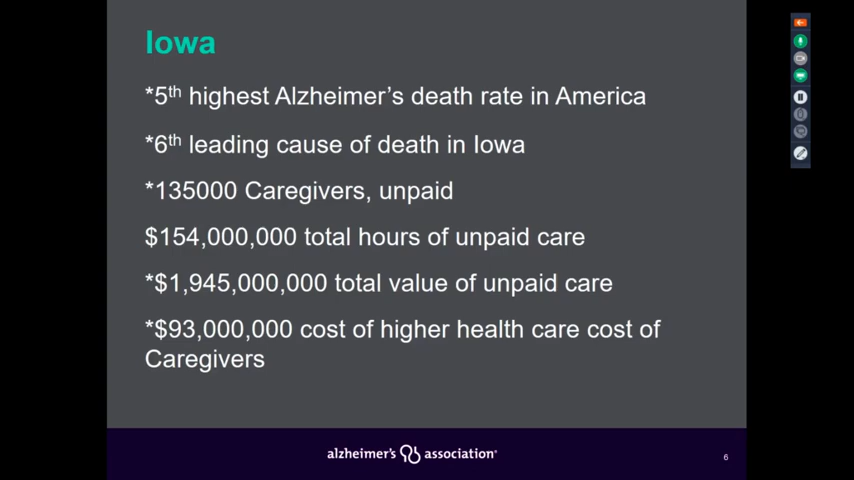 Iowa
*5th highest Alzheimer's death rate in America
*6th leading cause of death in Iowa
*135000 Caregivers, unpaid
$154,000,000 total hours of unpaid care
*$1,945,000,000 total value of unpaid care
*$93,000,000 cost of higher health care cost of
Caregivers
alzheimer's association®
6